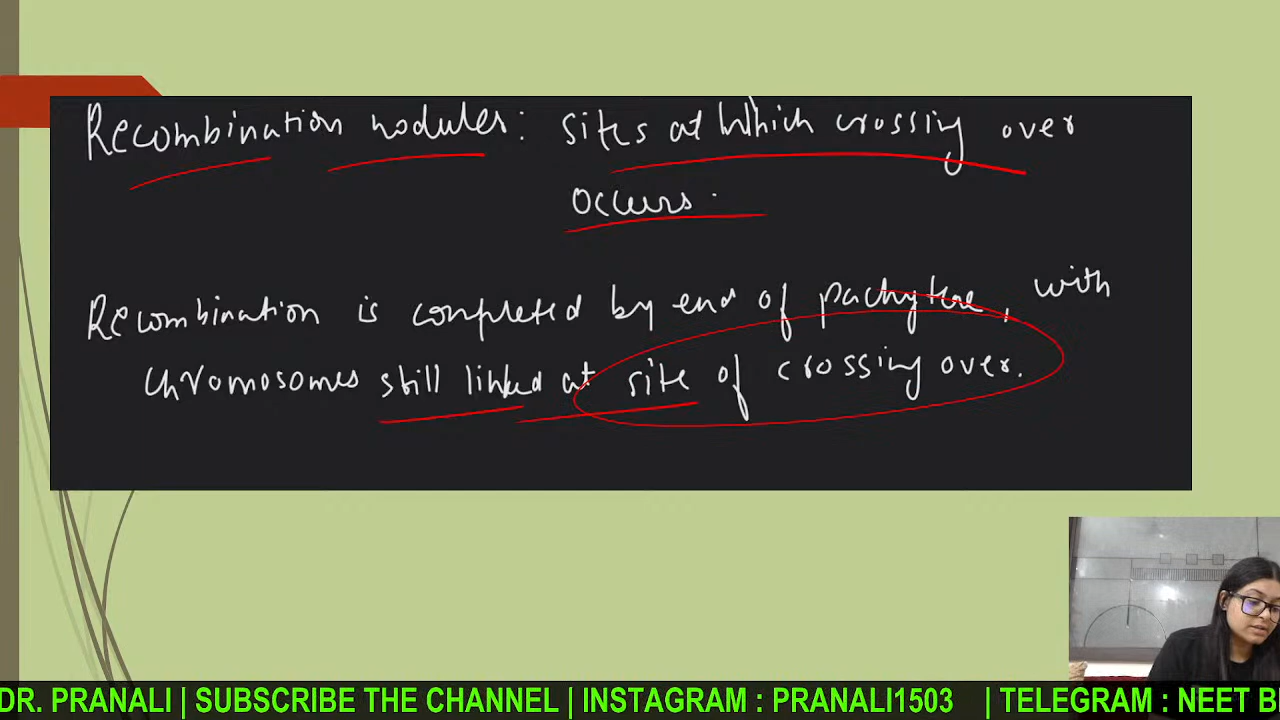 Recombination nodules: sites at which crossing over
occurs.
Recombination is completed by end of pachytene, with
chromosomes still linked at site of crossing over.
DR. PRANALI | SUBSCRIBE THE CHANNEL | INSTAGRAM : PRANALI1503 | TELEGRAM : NEET B